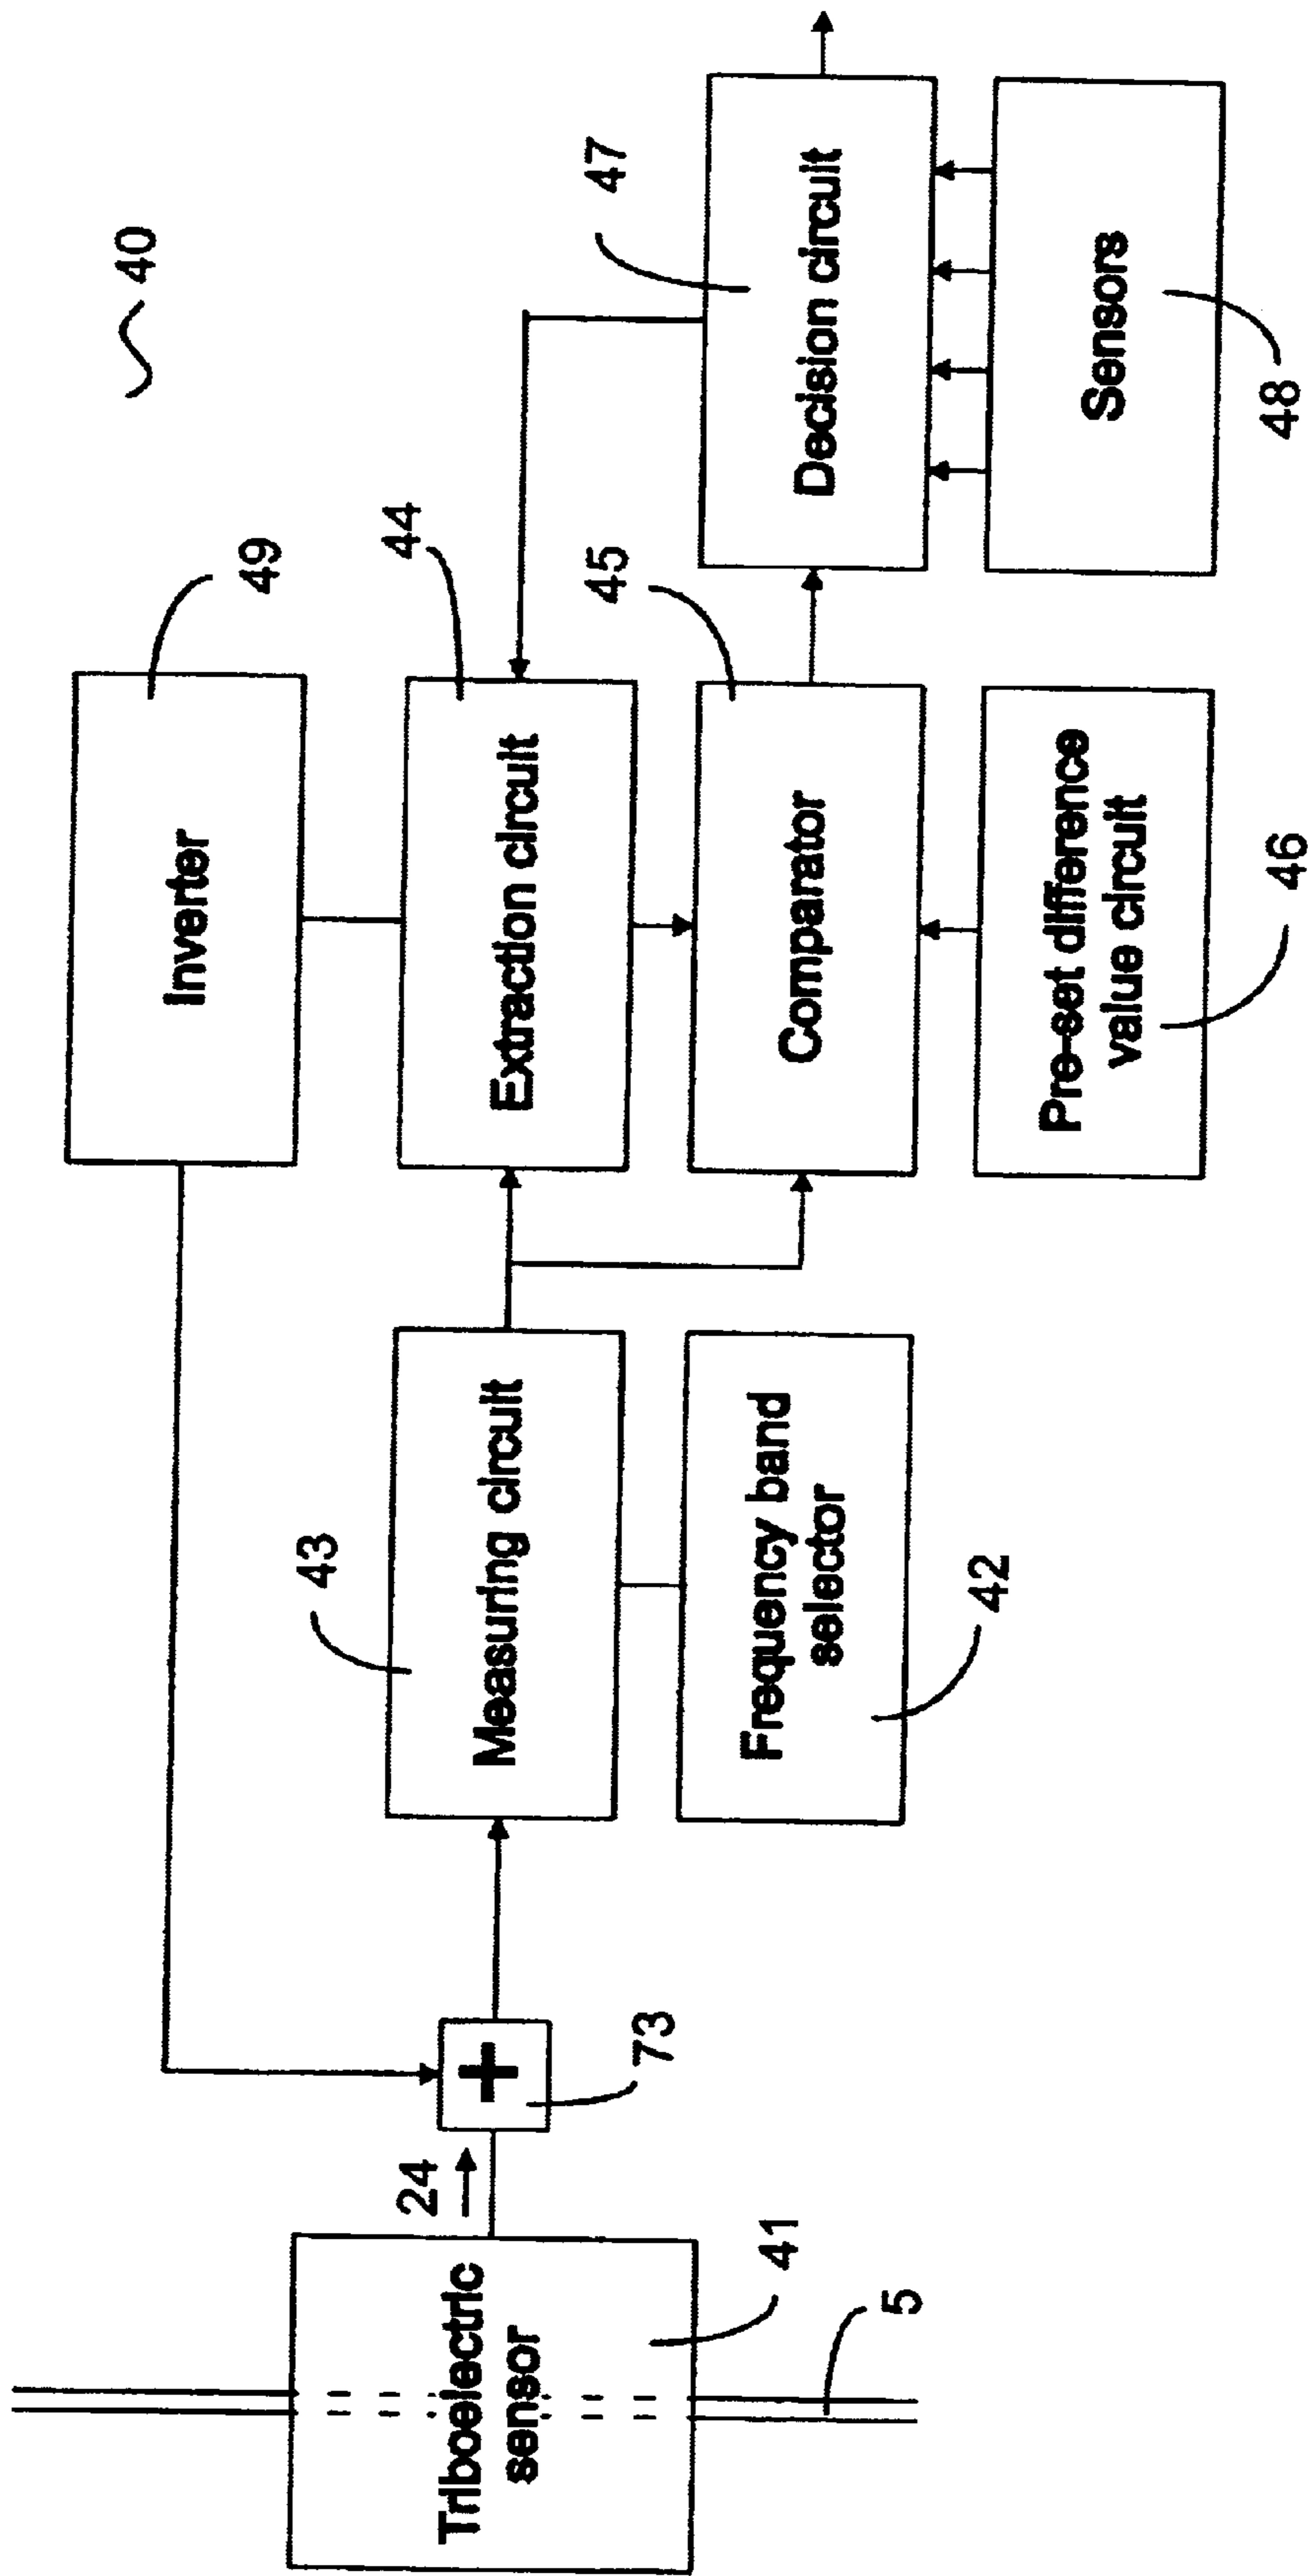 40
Inverter
49
Extraction circuit
44
47
Decision circuit
Measuring circuit
43
Comparator
45
Sensors
48
Triboelectric
sensor
24
+
73
41
5
Frequency band
selector
42
Pre-set difference
value circuit
46